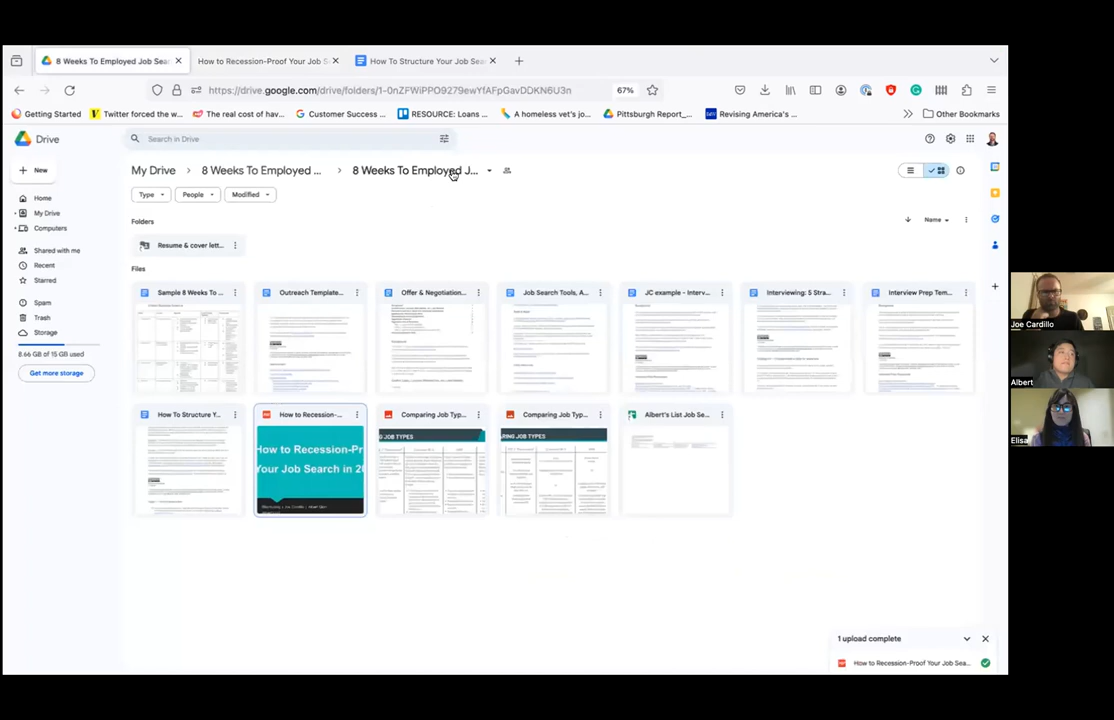 8 Weeks To Employed Job Sear
How to Recession-Proof Your Job S
How To Structure Your Job Sear
https://drive.google.com/drive/folders/1-0nZFWiPPO9279ewYfAFpGavDDKN6U3n
67%
Getting Started
Twitter forced the w...
The real cost of hav...
Customer Success ...
RESOURCE: Loans ...
A homeless vet's jo...
Pittsburgh Report_...
Revising America's ...
Other Bookmarks
Drive
Search in Drive
New
My Drive
8 Weeks To Employed ...
8 Weeks To Employed J...
Type
People
Modified
Home
My Drive
Computers
Shared with me
Recent
Starred
Spam
Trash
Storage
8.66 GB of 15 GB used
Get more storage
Folders
Name
Resume & cover lett...
Files
Sample 8 Weeks To ...
Outreach Template...
Offer & Negotiation...
Job Search Tools, A...
JC example - Interv...
Interviewing: 5 Stra...
Interview Prep Tem...
How To Structure Y...
How to Recession-...
Comparing Job Typ...
Comparing Job Typ...
Albert's List Job Se...
How to Recession-Pr
Your Job Search in 20
G JOB TYPES
RING JOB TYPES
1 upload complete
How to Recession-Proof Your Job Sea...
Joe Cardillo
Albert
Elisa